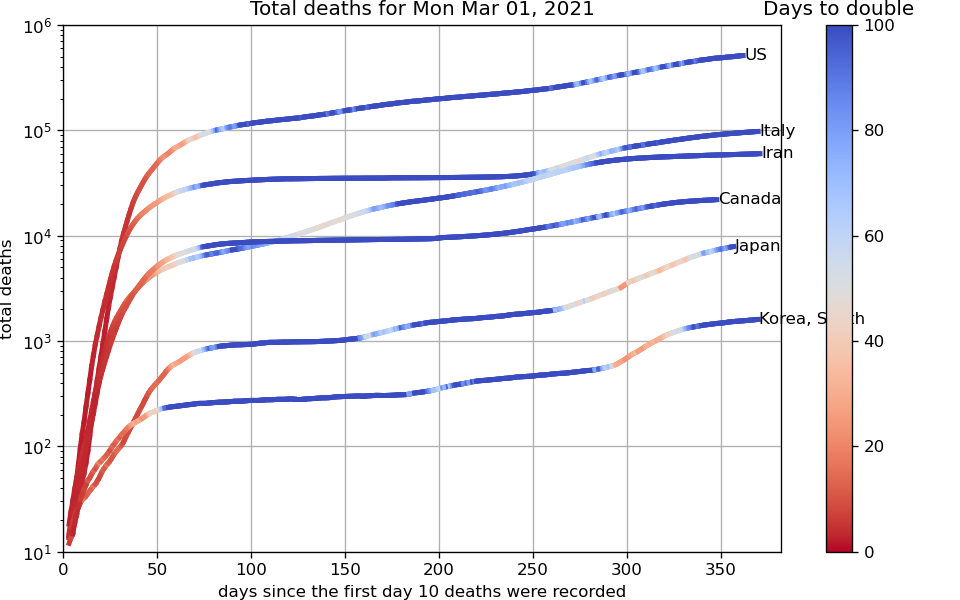 Total deaths for Mon Mar 01, 2021
Days to double
total deaths
10^6
10^5
10^4
10^3
10^2
10^1
US
Italy
Iran
Canada
Japan
Korea, S th
0 50 100 150 200 250 300 350
days since the first day 10 deaths were recorded
100
80
60
40
20
0